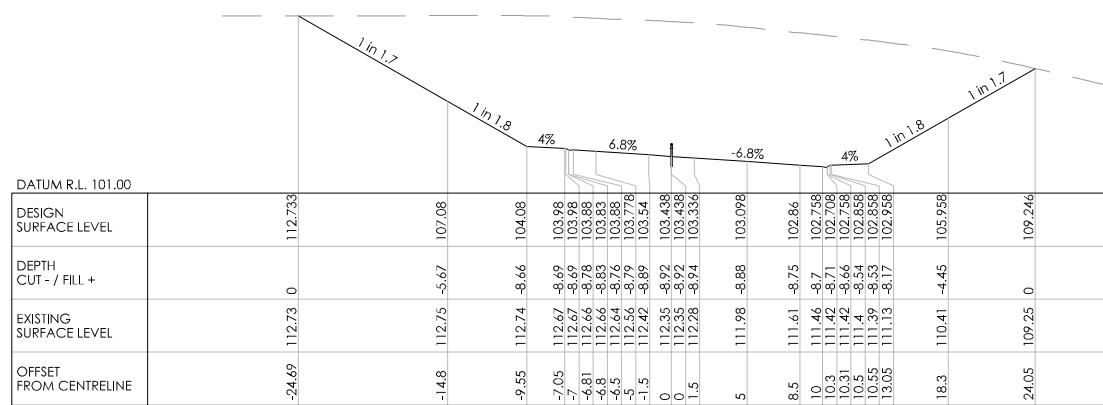 1 in 1.7
1 in 1.8
4%
6.8%
-6.8%
4%
1 in 1.8
1 in 1.7
DATUM R.L. 101.00
DESIGN
SURFACE LEVEL
112.733 107.08 104.08 103.98 103.98 103.88 103.83 103.88 103.778 103.54 103.438 103.438 103.336 103.098 102.86 102.758 102.708 102.758 102.858 102.858 102.958 105.958 109.246
DEPTH
CUT - / FILL +
0 -5.67 -8.66 -8.69 -8.69 -8.78 -8.83 -8.76 -8.79 -8.89 -8.92 -8.92 -8.94 -8.88 -8.75 -8.7 -8.71 -8.66 -8.54 -8.53 -8.17 -4.45 0
EXISTING
SURFACE LEVEL
112.73 112.75 112.74 112.67 112.67 112.66 112.66 112.64 112.56 112.42 112.35 112.35 112.28 111.98 111.61 111.46 111.42 111.42 111.4 111.39 111.13 110.41 109.25
OFFSET
FROM CENTRELINE
-24.69 -14.8 -9.55 -7.05 -7 -6.81 -6.8 -6.5 -5 -1.5 0 0 1.5 5 8.5 10 10.3 10.31 10.5 10.55 13.05 18.3 24.05